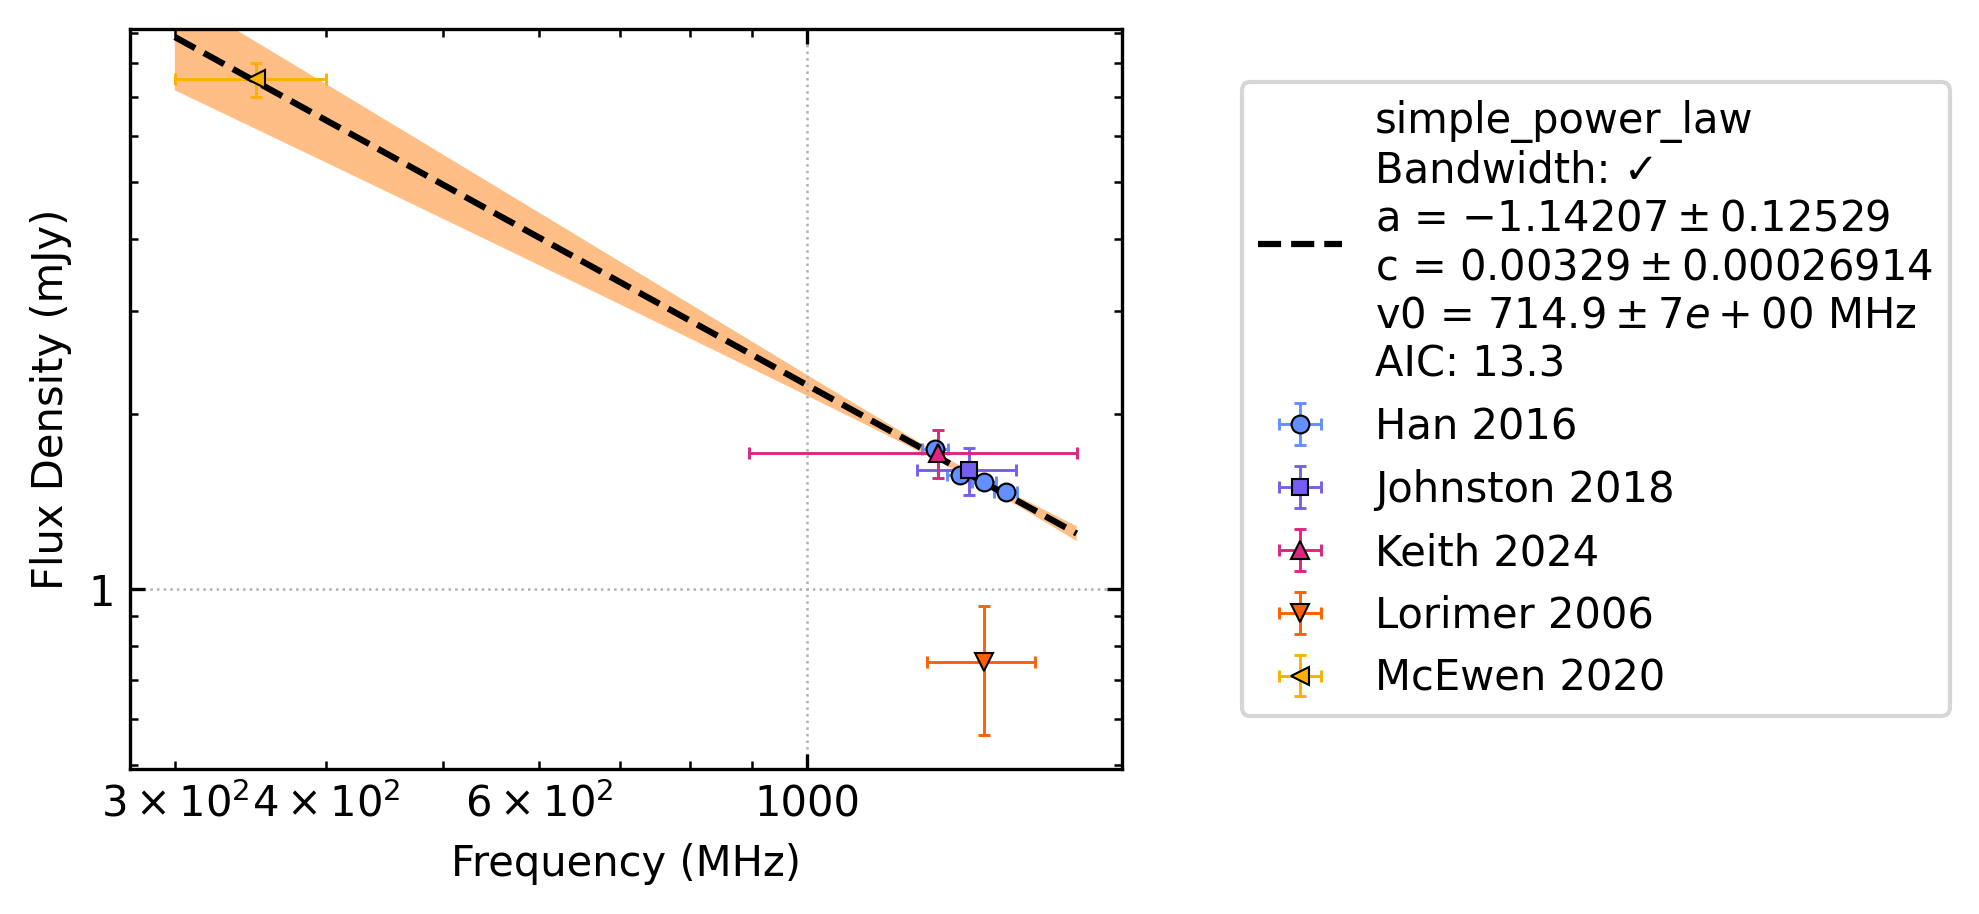 Flux Density (mJy)
1
3 × 10² 4 × 10² 6 × 10² 1000
Frequency (MHz)
simple_power_law
Bandwidth: ✓
a = −1.14207 ± 0.12529
c = 0.00329 ± 0.00026914
v0 = 714.9 ± 7e + 00 MHz
AIC: 13.3
Han 2016
Johnston 2018
Keith 2024
Lorimer 2006
McEwen 2020